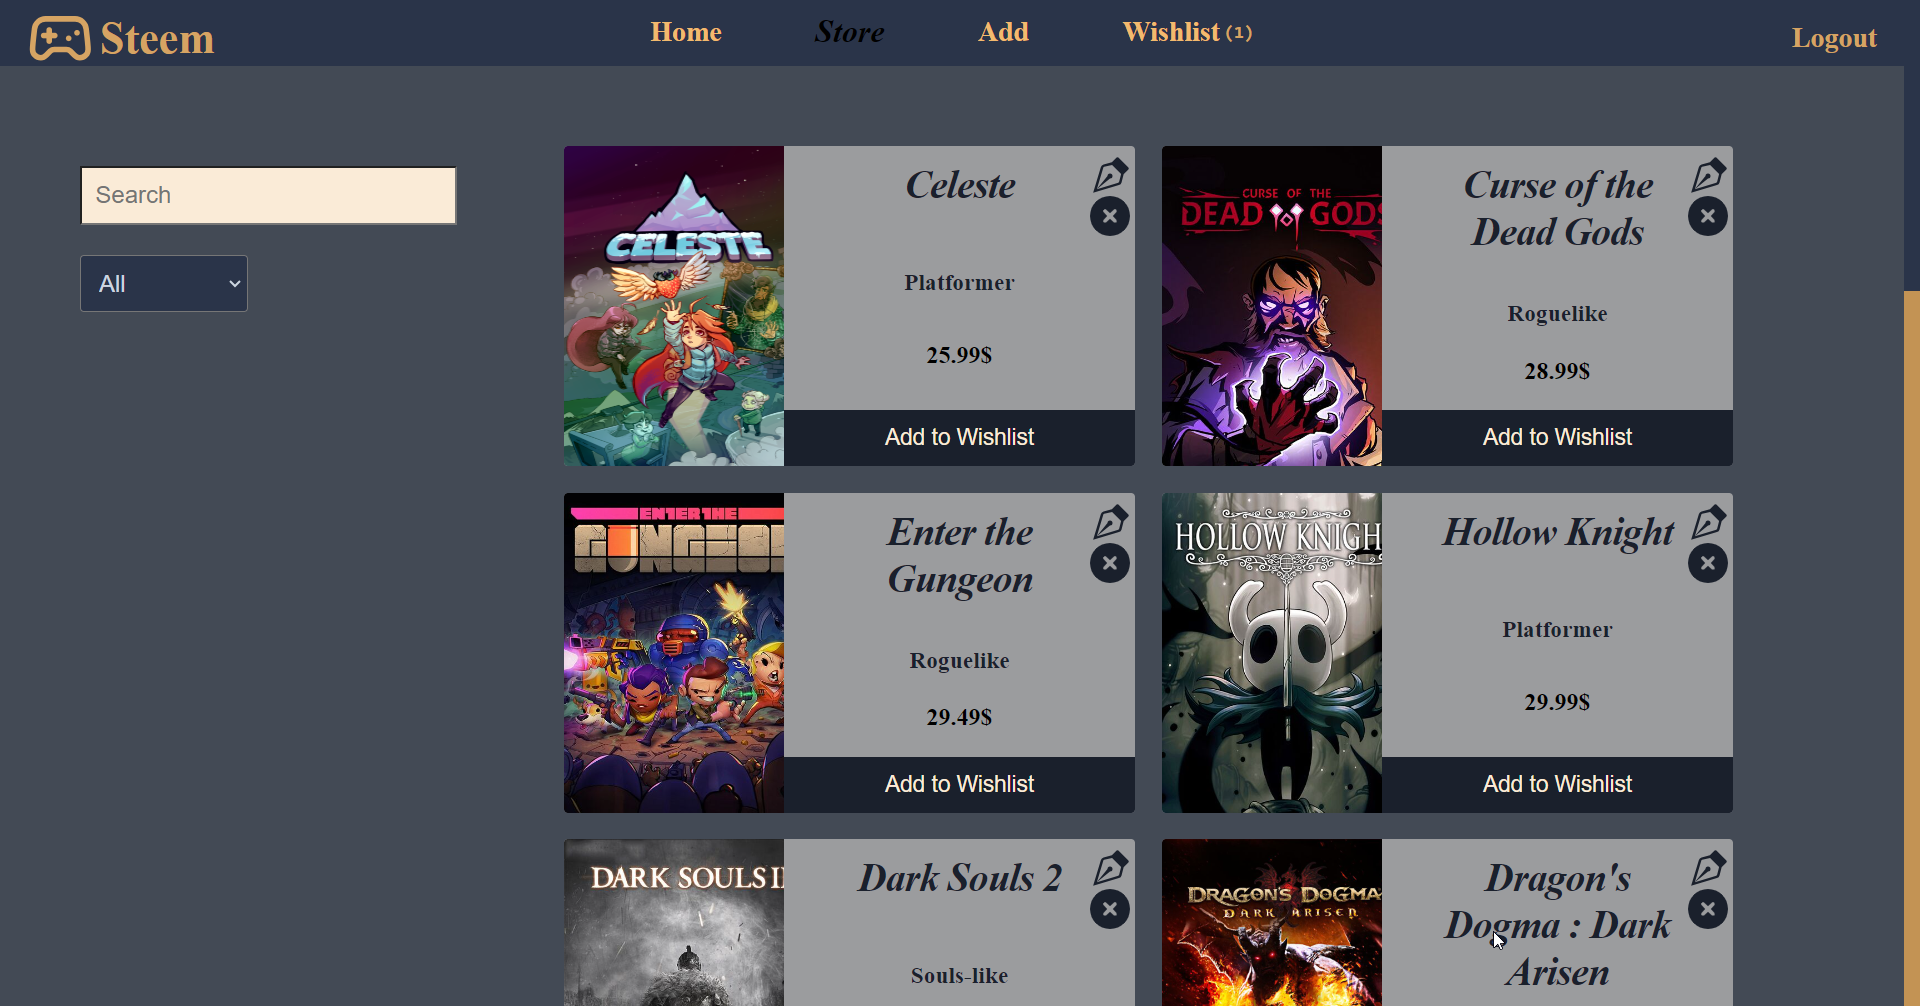 Steem
Home
Store
Add
Wishlist (1)
Logout
Search
All
CELESTE
Celeste
Platformer
25.99$
Add to Wishlist
CURSE OF THE
DEAD GODS
Curse of the
Dead Gods
Roguelike
28.99$
Add to Wishlist
ENTER THE
GUNGEON
Enter the
Gungeon
Roguelike
29.49$
Add to Wishlist
HOLLOW KNIGH
Hollow Knight
Platformer
29.99$
Add to Wishlist
DARK SOULS II
Dark Souls 2
Souls-like
DRAGON'S DOGMA
DARK ARISEN
Dragon's
Dogma : Dark
Arisen